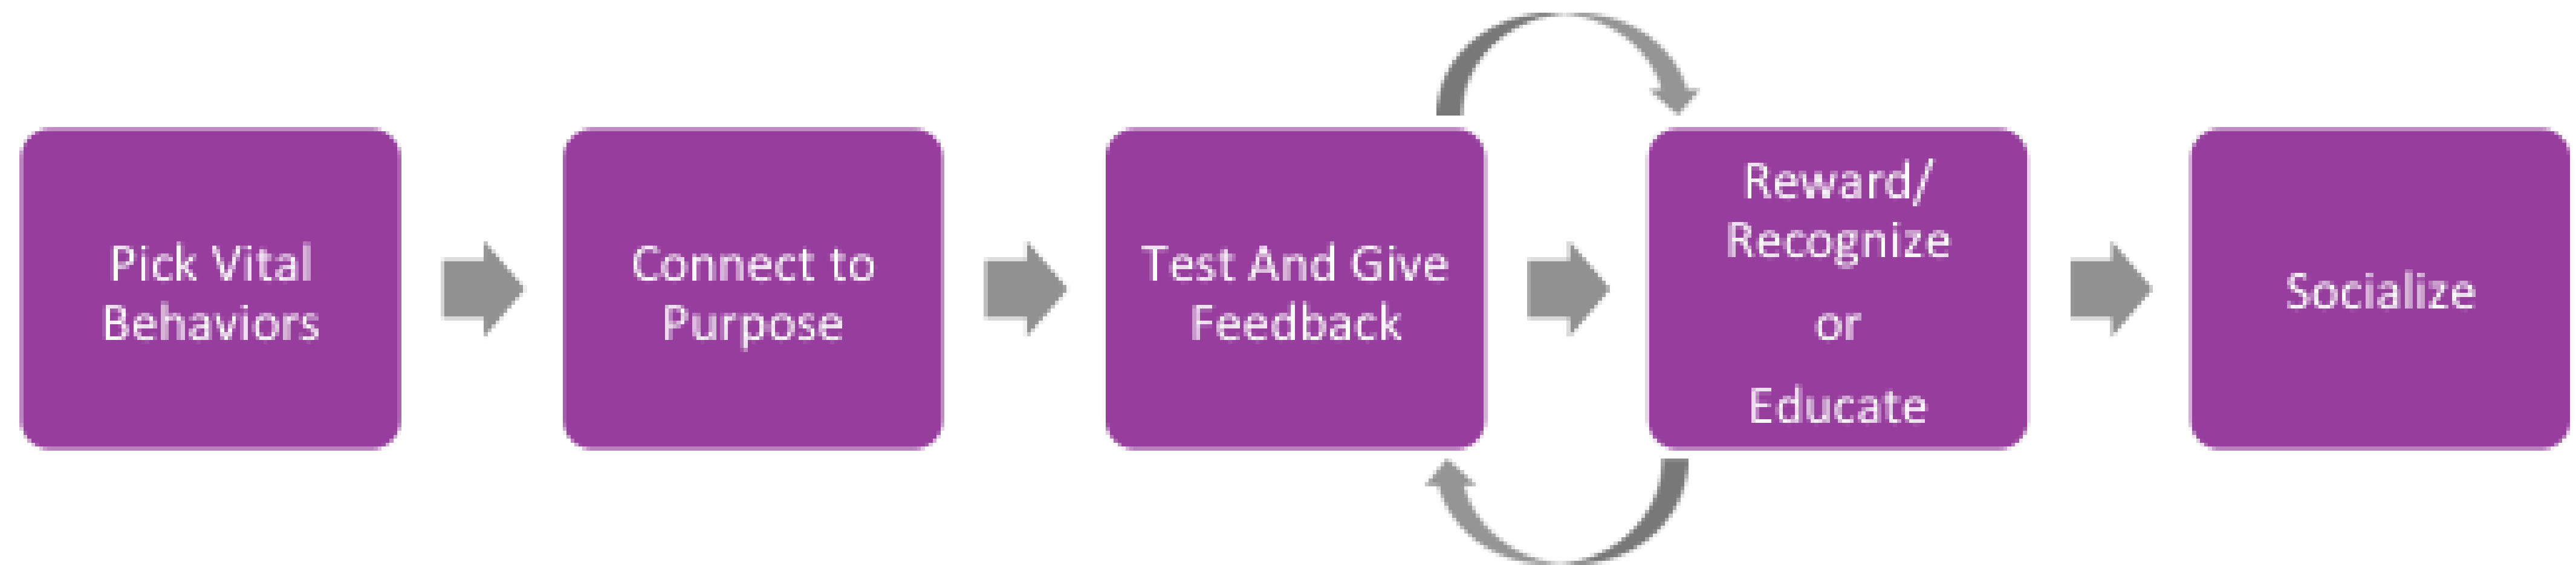 Pick Vital
Behaviors
Connect to
Purpose
Test And Give
Feedback
Reward/
Recognize
or
Educate
Socialize